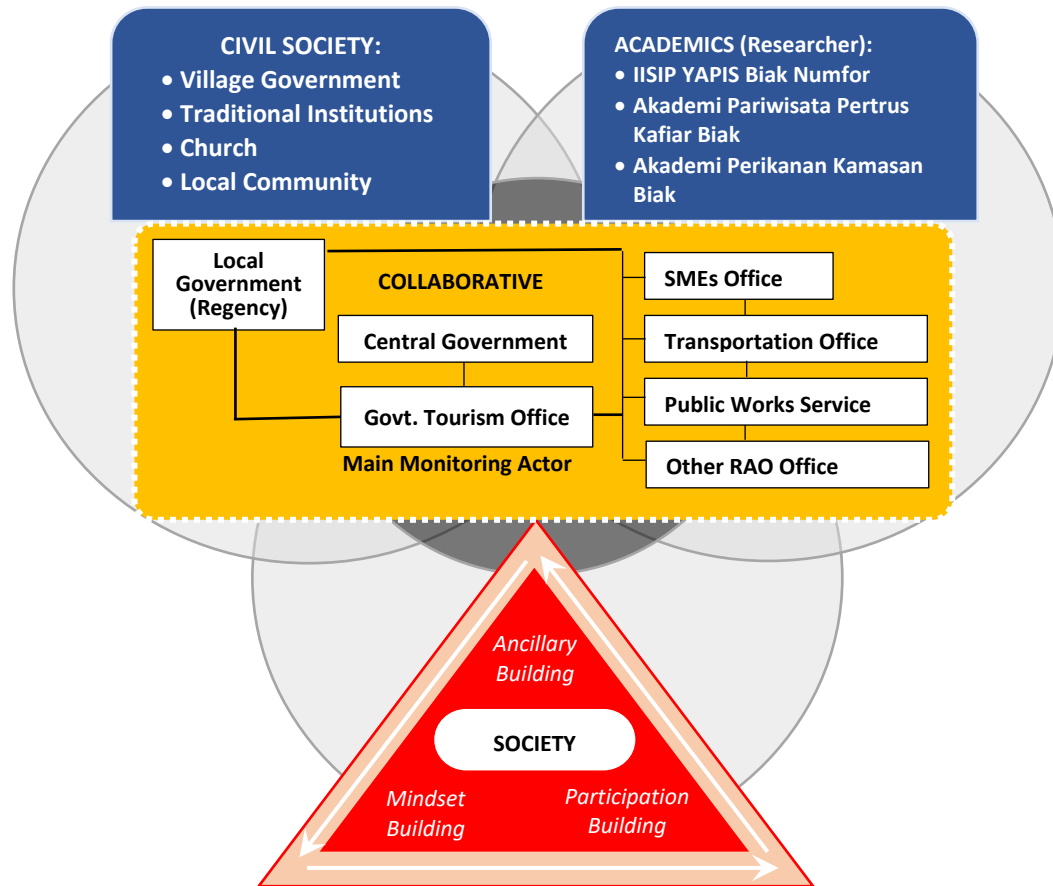 CIVIL SOCIETY:
• Village Government
• Traditional Institutions
• Church
• Local Community
ACADEMICS (Researcher):
• IISIP YAPIS Biak Numfor
• Akademi Pariwisata Pertrus
Kafiar Biak
• Akademi Perikanan Kamasan
Biak
Local
Government
(Regency)
COLLABORATIVE
Central Government
Govt. Tourism Office
Main Monitoring Actor
SMEs Office
Transportation Office
Public Works Service
Other RAO Office
Ancillary
Building
SOCIETY
Mindset
Building
Participation
Building